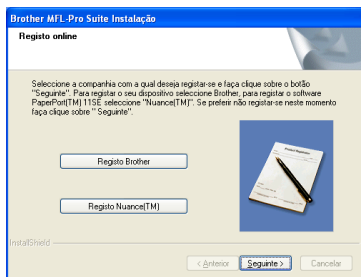 Brother MFL-Pro Suite Instalação
Registo online
Seleccione a companhia com a qual deseja registar-se e faça clique sobre o botão
"Seguinte". Para registar o seu dispositivo seleccione Brother, para registar o software
PaperPort(TM) 11SE seleccione "Nuance(TM)". Se preferir não registar-se neste momento
faça clique sobre " Seguinte".
Registo Brother
Registo Nuance(TM)
InstallShield
< Anterior
Seguinte >
Cancelar